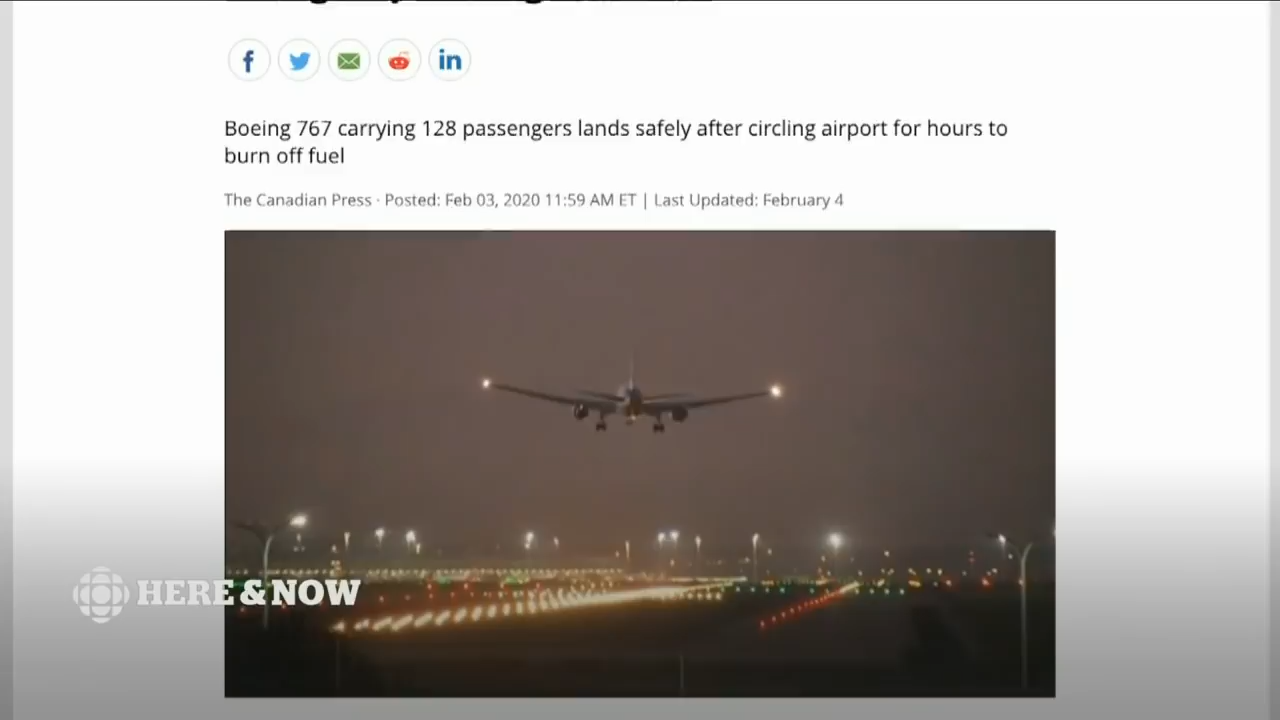 Boeing 767 carrying 128 passengers lands safely after circling airport for hours to
burn off fuel
The Canadian Press · Posted: Feb 03, 2020 11:59 AM ET | Last Updated: February 4
HERE & NOW